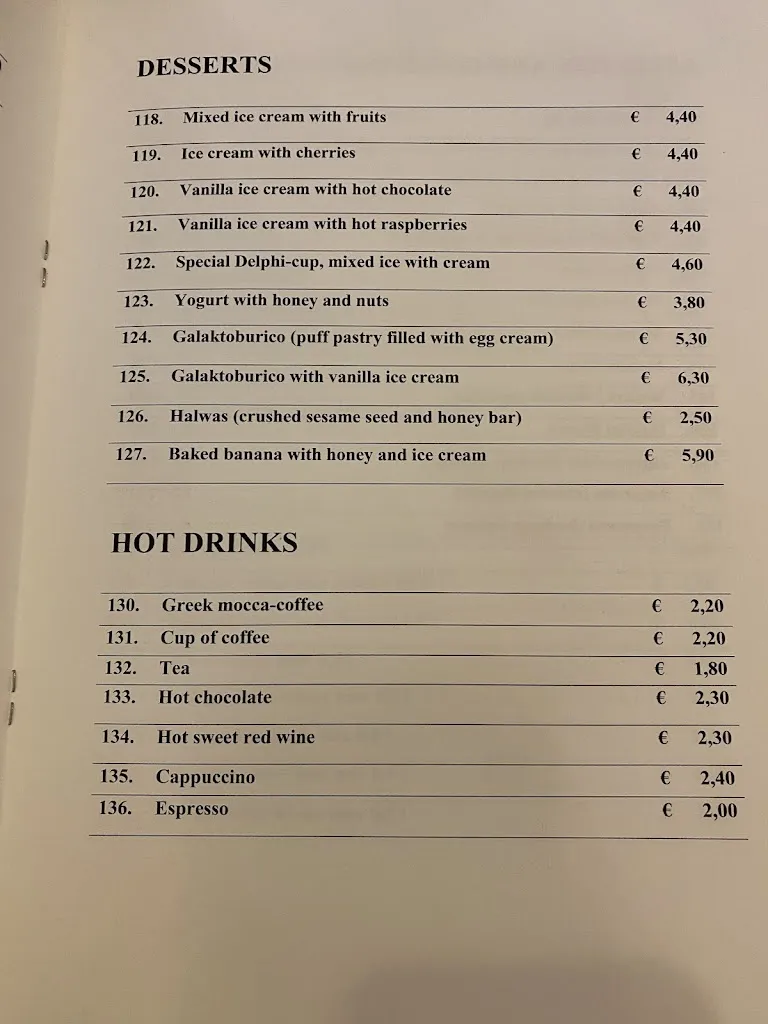 DESSERTS
118. Mixed ice cream with fruits € 4,40
119. Ice cream with cherries € 4,40
120. Vanilla ice cream with hot chocolate € 4,40
121. Vanilla ice cream with hot raspberries € 4,40
122. Special Delphi-cup, mixed ice with cream € 4,60
123. Yogurt with honey and nuts € 3,80
124. Galaktoburico (puff pastry filled with egg cream) € 5,30
125. Galaktoburico with vanilla ice cream € 6,30
126. Halwas (crushed sesame seed and honey bar) € 2,50
127. Baked banana with honey and ice cream € 5,90
HOT DRINKS
130. Greek mocca-coffee € 2,20
131. Cup of coffee € 2,20
132. Tea € 1,80
133. Hot chocolate € 2,30
134. Hot sweet red wine € 2,30
135. Cappuccino € 2,40
136. Espresso € 2,00